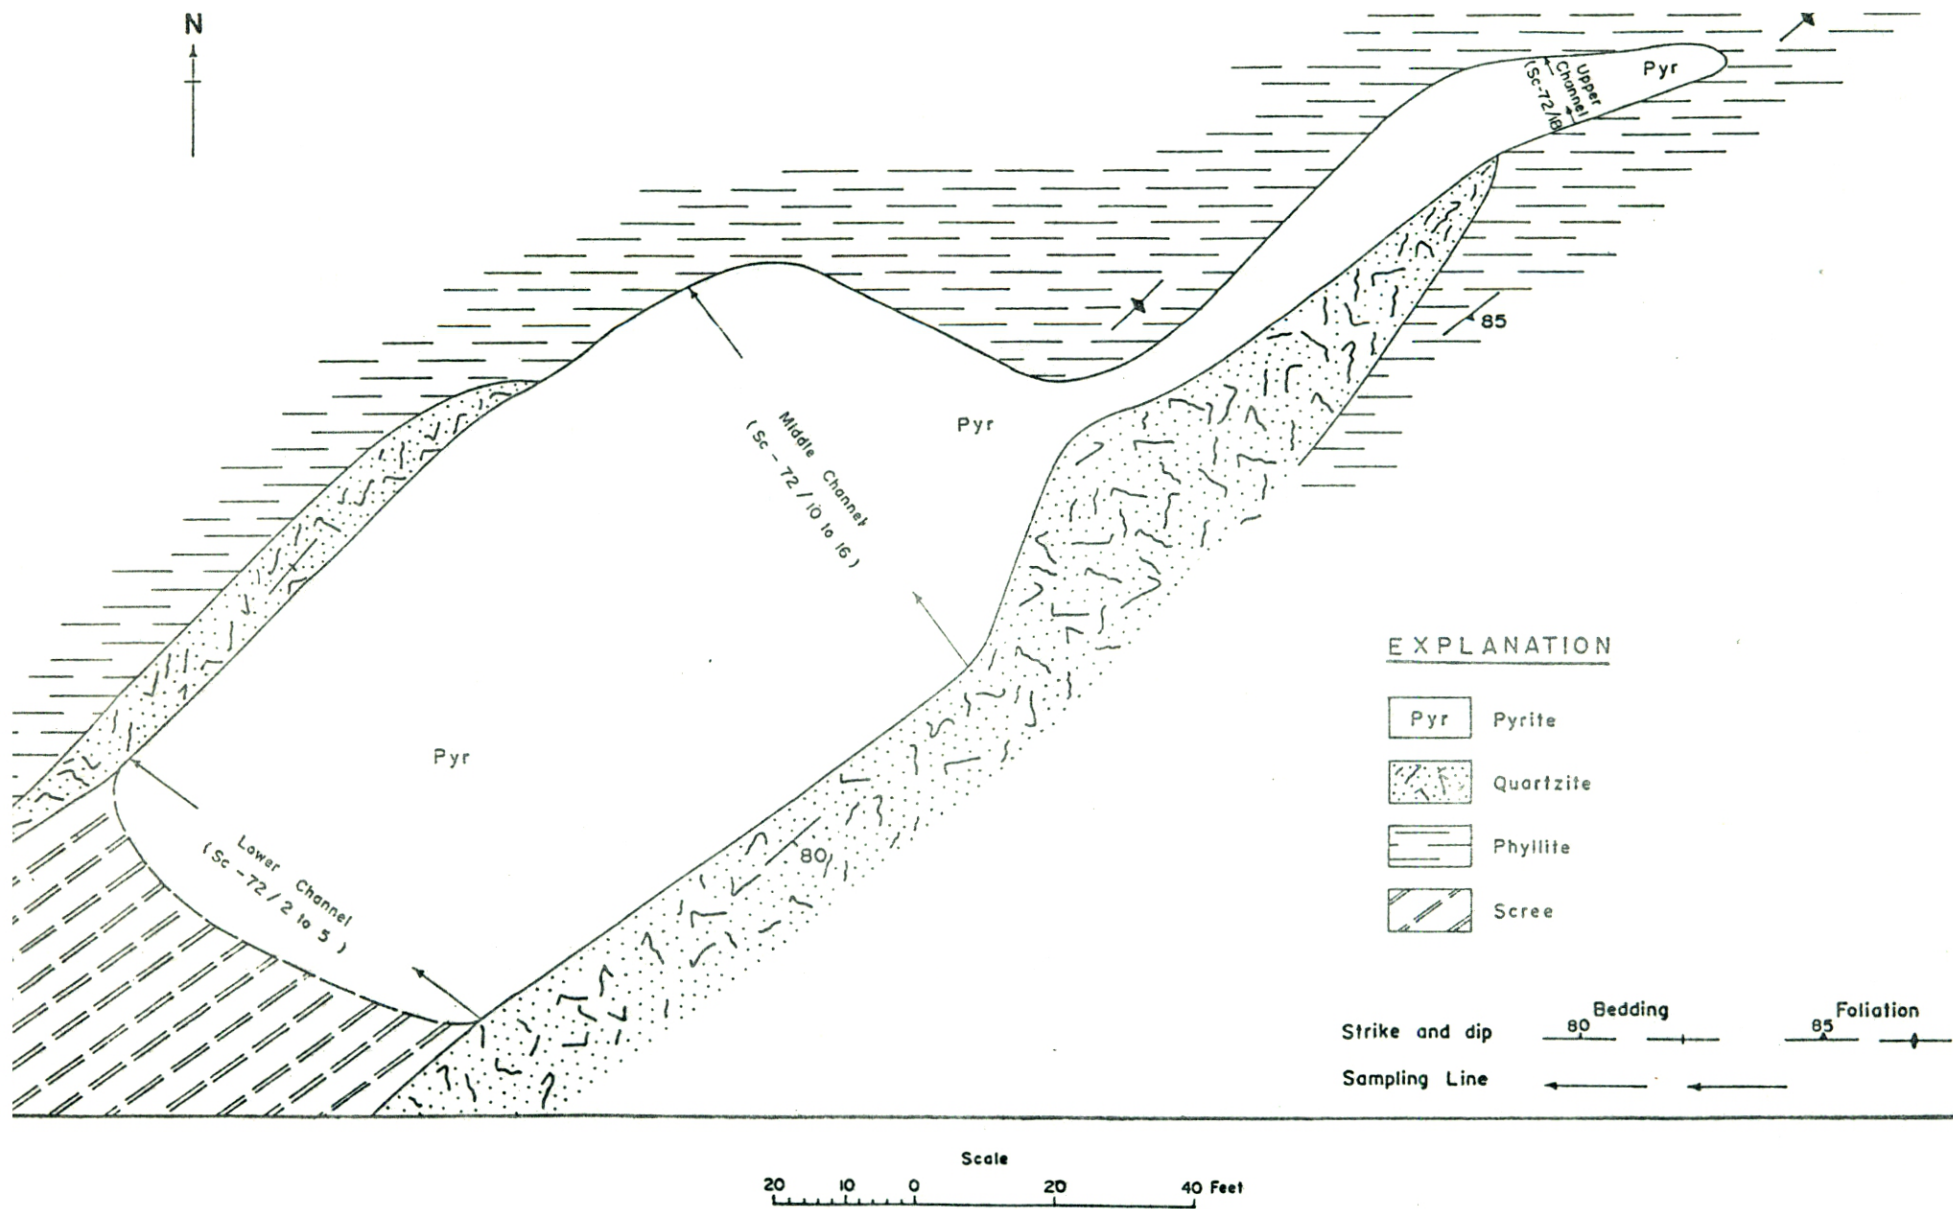 N
Pyr
Upper
Channel
(Sc-72/18)
85
Pyr
Middle Channel
(Sc - 72 / 10 to 16)
Pyr
Lower Channel
(Sc - 72 / 2 to 5)
80
EXPLANATION
Pyr Pyrite
Quartzite
Phyllite
Scree
Bedding Foliation
Strike and dip 80 85
Sampling Line
Scale
20 10 0 20 40 Feet